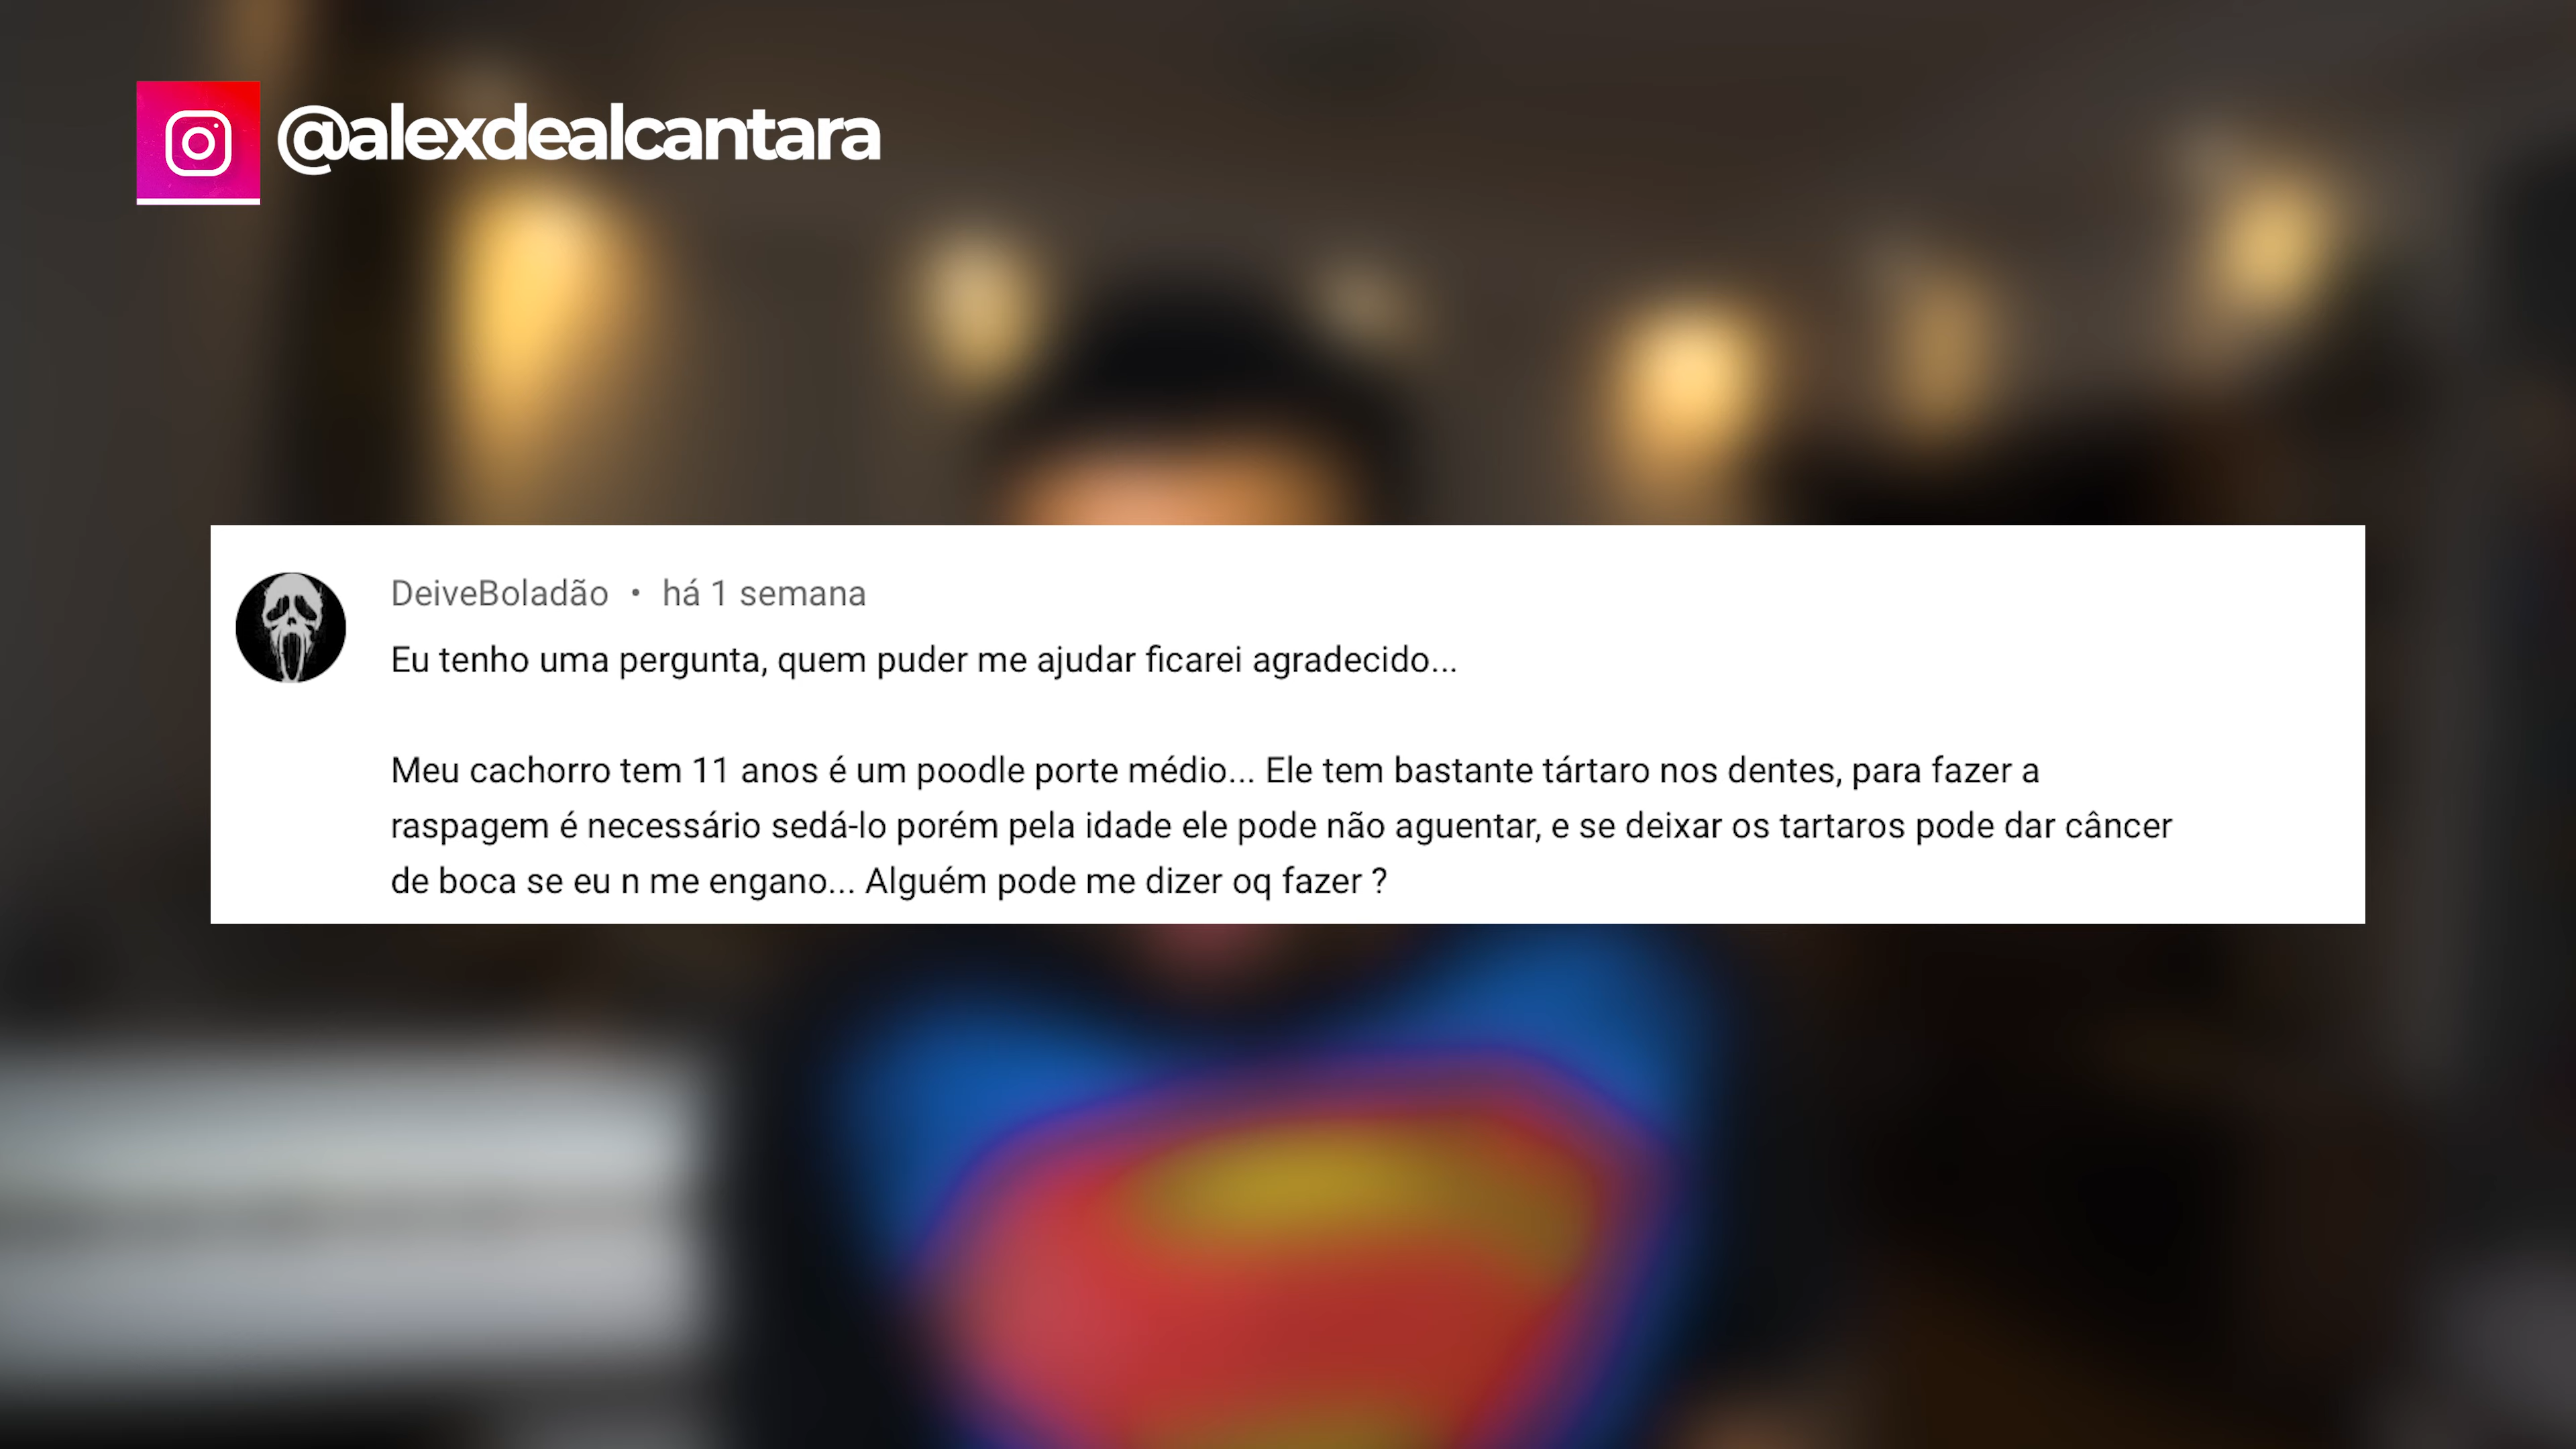 @alexdealcantara
DeiveBoladão • há 1 semana
Eu tenho uma pergunta, quem puder me ajudar ficarei agradecido...
Meu cachorro tem 11 anos é um poodle porte médio... Ele tem bastante tártaro nos dentes, para fazer a
raspagem é necessário sedá-lo porém pela idade ele pode não aguentar, e se deixar os tartaros pode dar câncer
de boca se eu n me engano... Alguém pode me dizer oq fazer ?